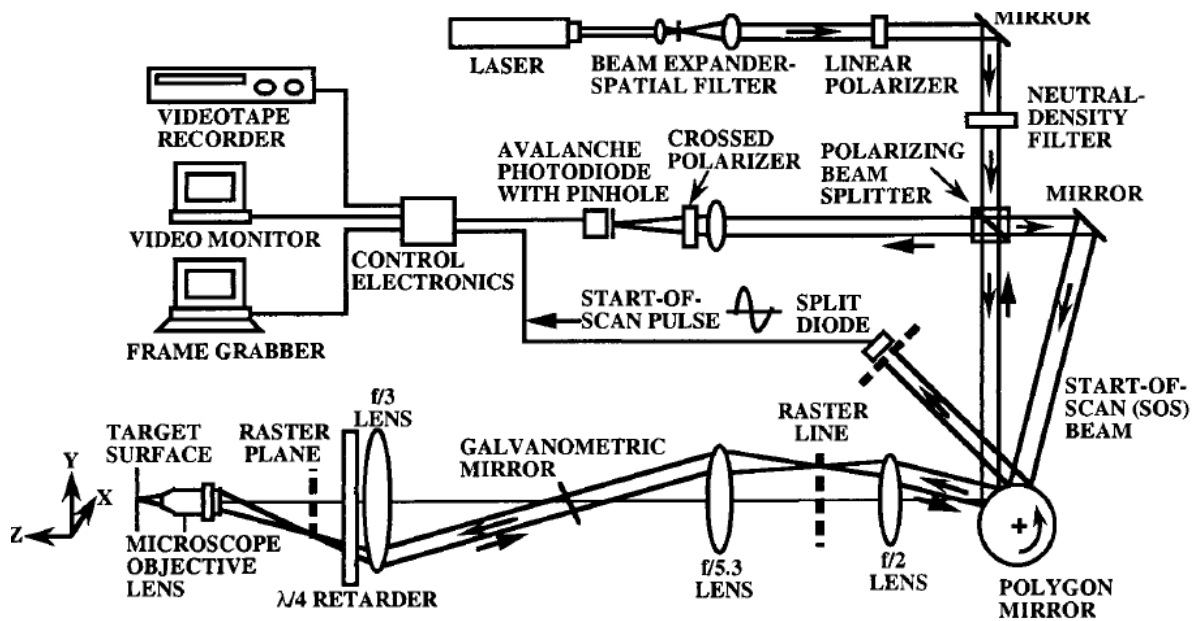 MIRROR
LASER
BEAM EXPANDER-
SPATIAL FILTER
LINEAR
POLARIZER
NEUTRAL-
DENSITY
FILTER
VIDEOTAPE
RECORDER
AVALANCHE
PHOTODIODE
WITH PINHOLE
CROSSED
POLARIZER
POLARIZING
BEAM
SPLITTER
MIRROR
VIDEO MONITOR
CONTROL
ELECTRONICS
START-OF-
SCAN PULSE
SPLIT
DIODE
FRAME GRABBER
START-OF-
SCAN (SOS)
BEAM
f/3
LENS
TARGET
SURFACE
RASTER
PLANE
GALVANOMETRIC
MIRROR
RASTER
LINE
Y
X
Z
+
MICROSCOPE
OBJECTIVE
LENS
λ/4 RETARDER
f/5.3
LENS
f/2
LENS
POLYGON
MIRROR